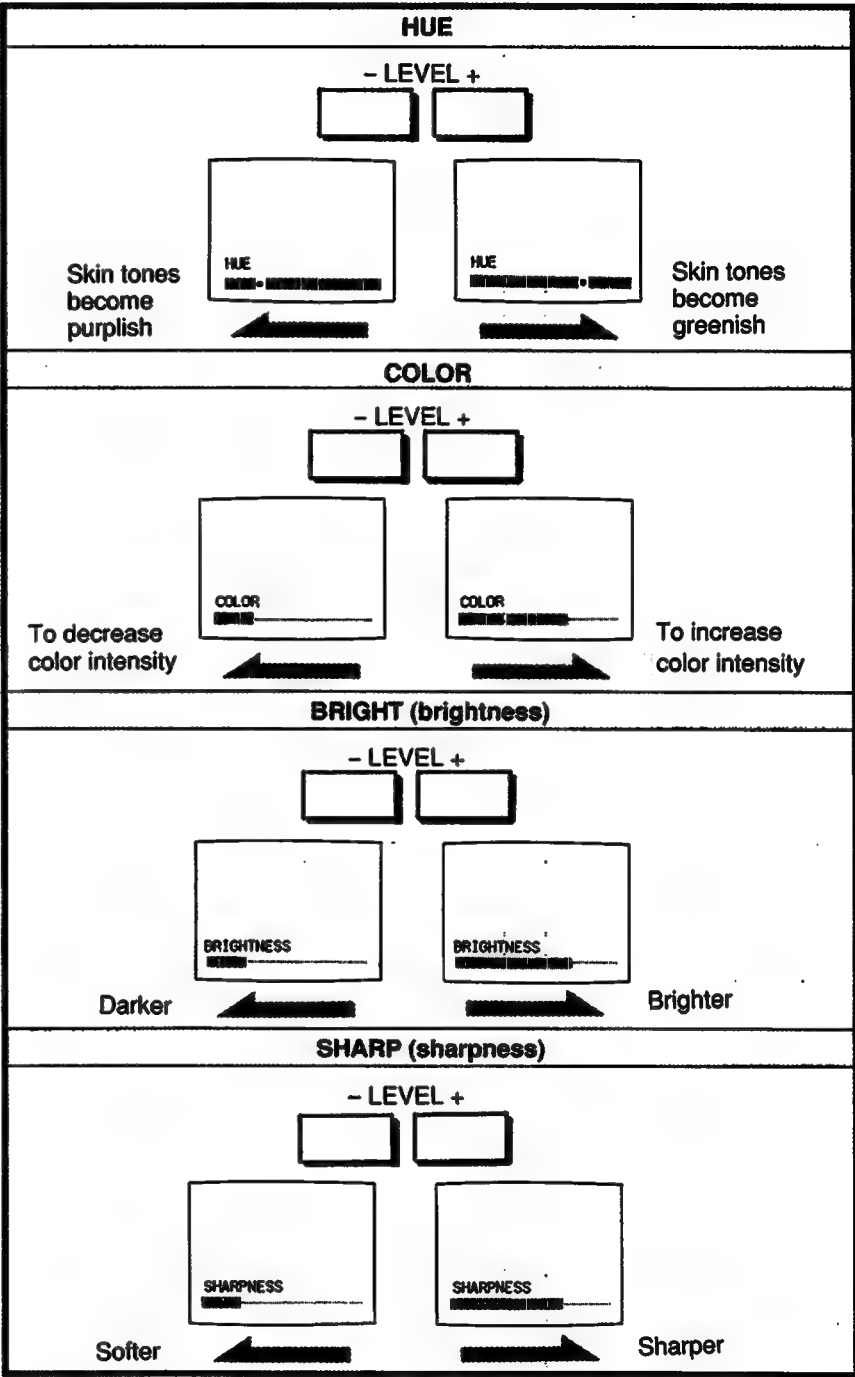 HUE
– LEVEL +
HUE
HUE
Skin tones
become
purplish
Skin tones
become
greenish
COLOR
– LEVEL +
COLOR
COLOR
To decrease
color intensity
To increase
color intensity
BRIGHT (brightness)
– LEVEL +
BRIGHTNESS
BRIGHTNESS
Darker
Brighter
SHARP (sharpness)
– LEVEL +
SHARPNESS
SHARPNESS
Softer
Sharper